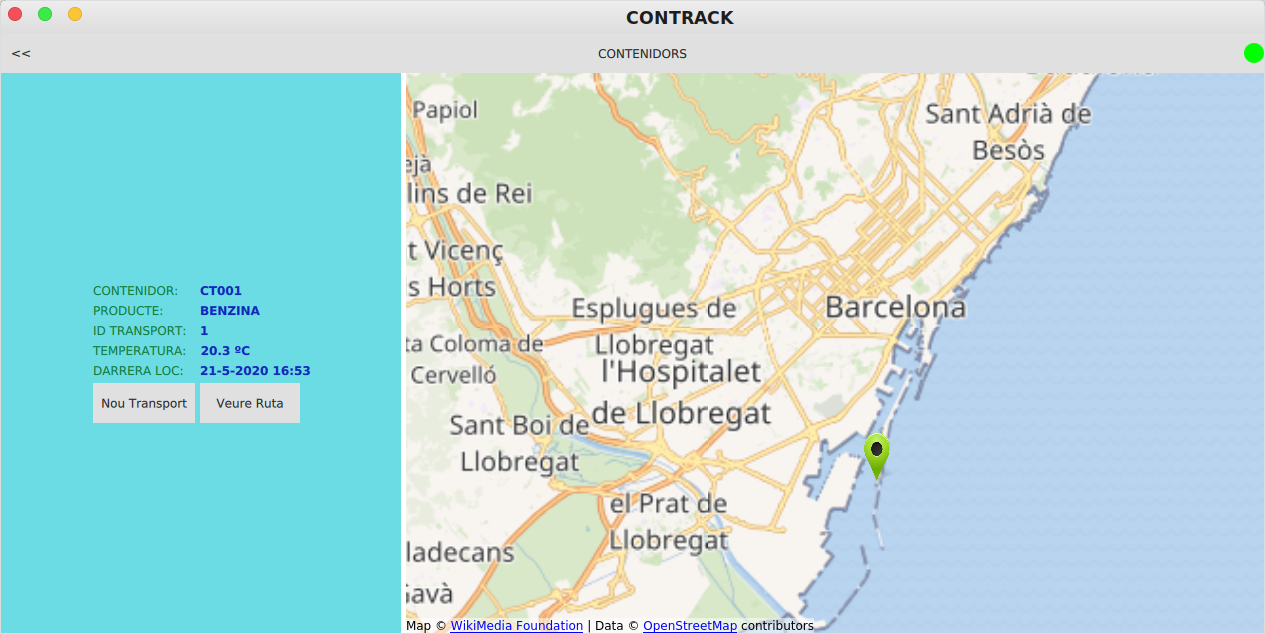 CONTRACK
<< CONTENIDORS
CONTENIDOR: CT001
PRODUCTE: BENZINA
ID TRANSPORT: 1
TEMPERATURA: 20.3 ºC
DARRERA LOC: 21-5-2020 16:53
Nou Transport Veure Ruta
Papiol
Sant Adrià de
Besòs
ejà
lins de Rei
t Vicenç
s Horts
Esplugues de
Llobregat
Barcelona
ta Coloma de
Cervelló
l'Hospitalet
de Llobregat
Sant Boi de
Llobregat
el Prat de
Llobregat
ladecans
Gavà
Map © WikiMedia Foundation | Data © OpenStreetMap contributors